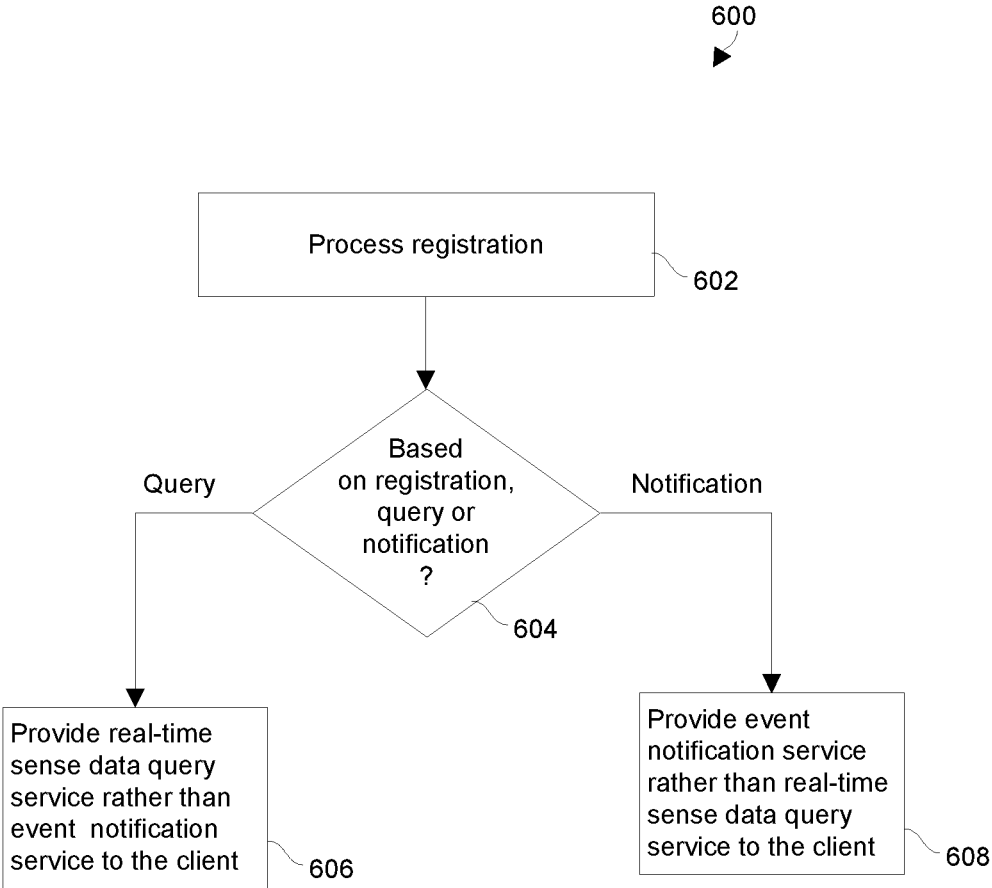 600
Process registration
602
Based
on registration,
query or
notification
?
Query
Notification
604
Provide real-time
sense data query
service rather than
event notification
service to the client
606
Provide event
notification service
rather than real-time
sense data query
service to the client
608